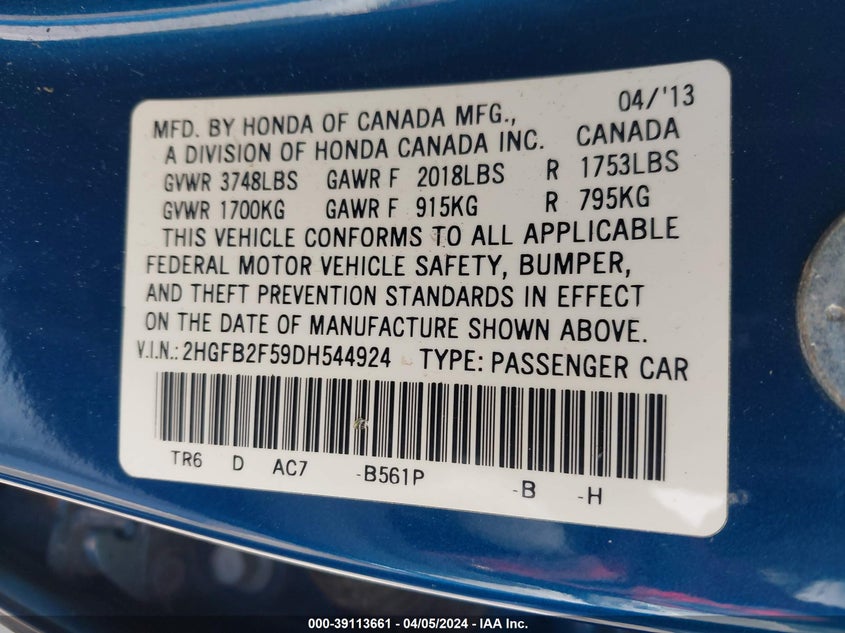 04/'13
MFD. BY HONDA OF CANADA MFG.,
A DIVISION OF HONDA CANADA INC. CANADA
GVWR 3748LBS GAWR F 2018LBS R 1753LBS
GVWR 1700KG GAWR F 915KG R 795KG
THIS VEHICLE CONFORMS TO ALL APPLICABLE
FEDERAL MOTOR VEHICLE SAFETY, BUMPER,
AND THEFT PREVENTION STANDARDS IN EFFECT
ON THE DATE OF MANUFACTURE SHOWN ABOVE.
V.I.N.: 2HGFB2F59DH544924 TYPE: PASSENGER CAR
TR6 D AC7 -B561P -B -H
000-39113661 - 04/05/2024 - IAA Inc.